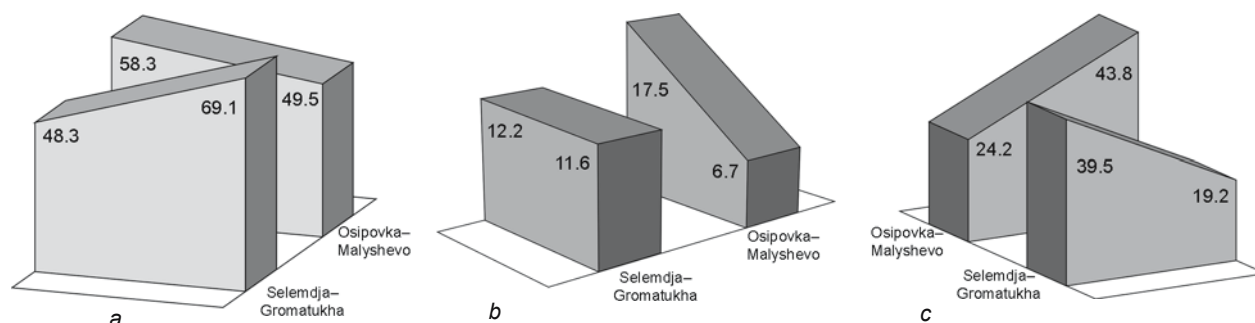 58.3
49.5
48.3
69.1
Osipovka–
Malyshevo
Selemdja–
Gromatukha
a
17.5
6.7
12.2
11.6
Osipovka–
Malyshevo
Selemdja–
Gromatukha
b
43.8
24.2
39.5
19.2
Osipovka–
Malyshevo
Selemdja–
Gromatukha
c